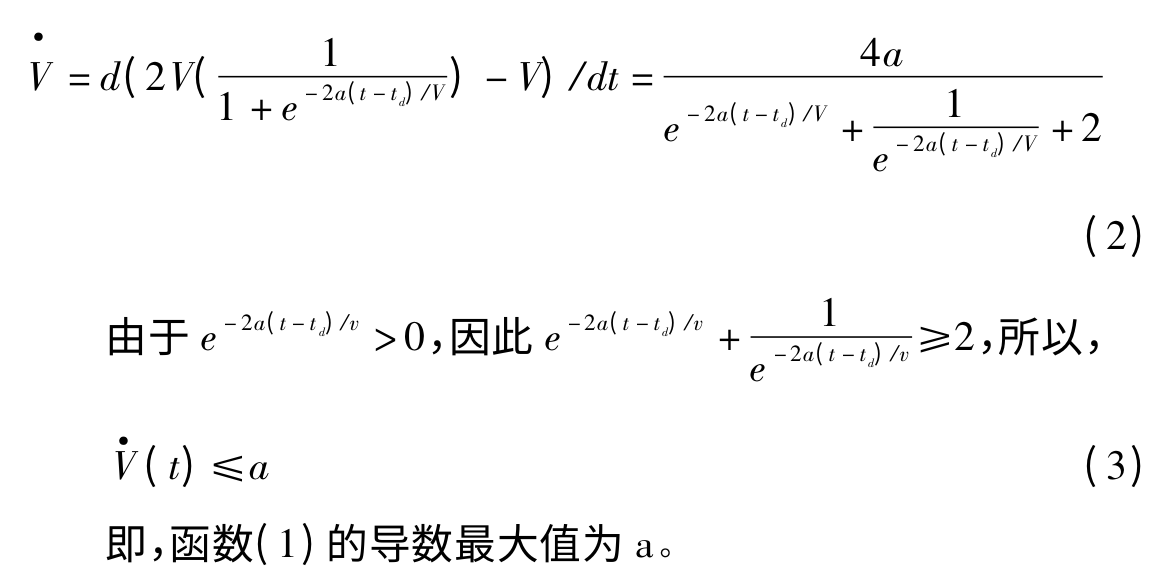 $\dot{V} = d(2V(\frac{1}{1+e^{-2a(t-t_d)/V}}) - V)/dt = \frac{4a}{e^{-2a(t-t_d)/V} + \frac{1}{e^{-2a(t-t_d)/V}} + 2}$
(2)
由于 $e^{-2a(t-t_d)/v} > 0$,因此 $e^{-2a(t-t_d)/v} + \frac{1}{e^{-2a(t-t_d)/v}} ≥ 2$,所以,
$\dot{V}(t) ≤ a$ (3)
即,函数(1)的导数最大值为 a。